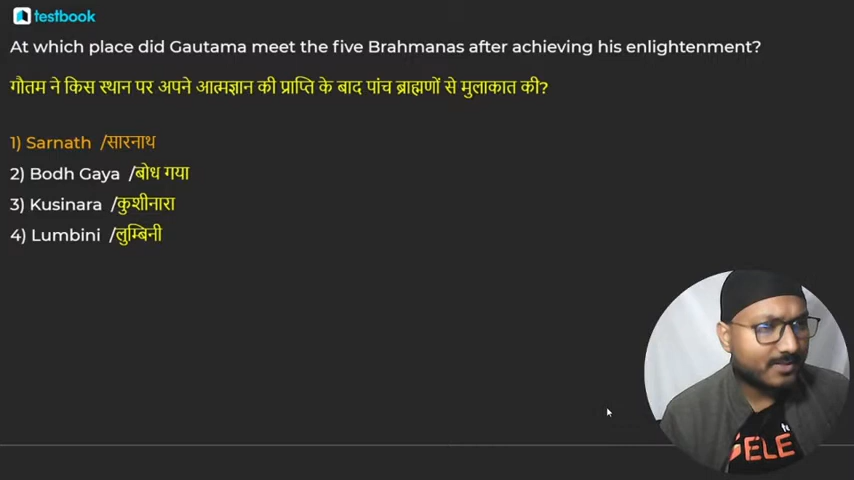 testbook
At which place did Gautama meet the five Brahmanas after achieving his enlightenment?
गौतम ने किस स्थान पर अपने आत्मज्ञान की प्राप्ति के बाद पांच ब्राह्मणों से मुलाकात की?
1) Sarnath /सारनाथ
2) Bodh Gaya /बोध गया
3) Kusinara /कुशीनारा
4) Lumbini /लुम्बिनी